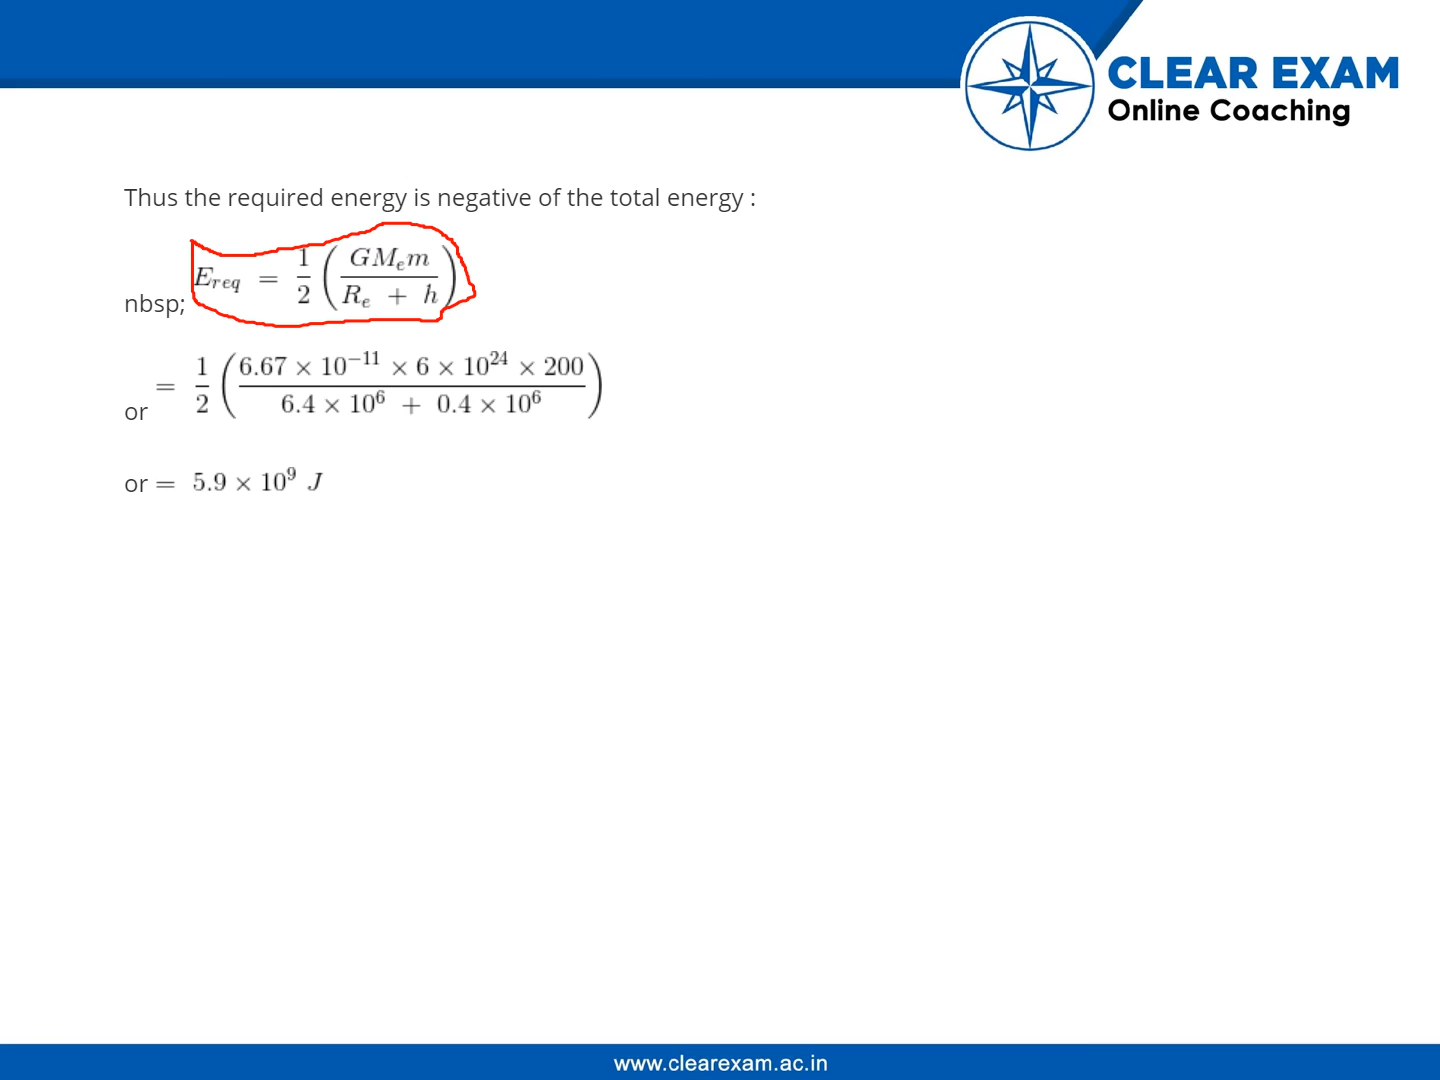 CLEAR EXAM
Online Coaching
Thus the required energy is negative of the total energy :
nbsp; E_req = 1/2 ( GM_e m / R_e + h )
or = 1/2 ( 6.67 × 10^−11 × 6 × 10^24 × 200 / 6.4 × 10^6 + 0.4 × 10^6 )
or = 5.9 × 10^9 J
www.clearexam.ac.in